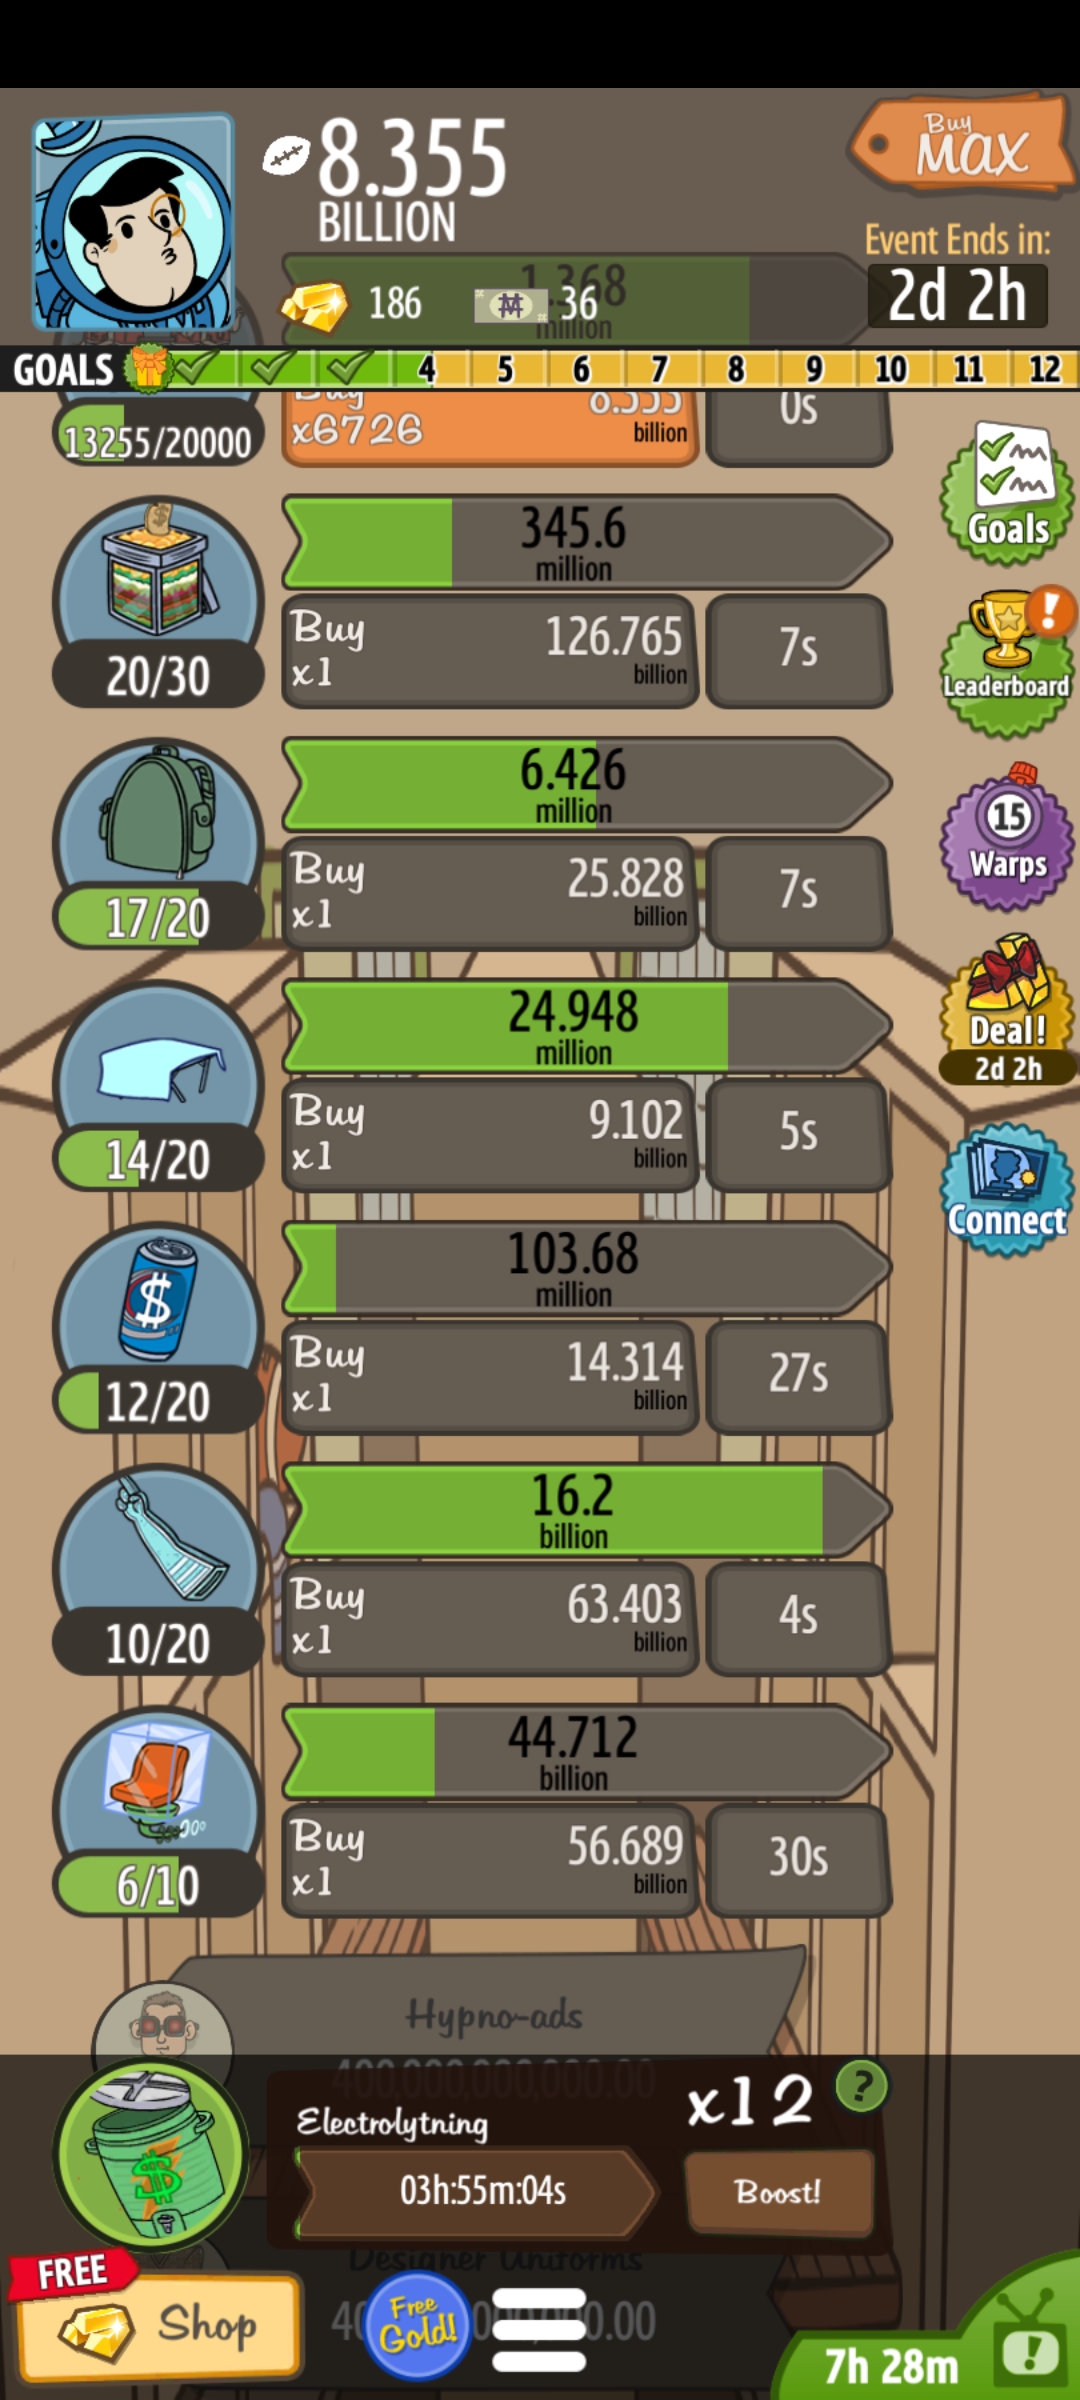 8.355
BILLION
Buy
MAX
Event Ends in:
2d 2h
1.368
million
186
36
GOALS
4
5
6
7
8
9
10
11
12
13255/20000
Buy
x6726
8.355
billion
0s
Goals
345.6
million
20/30
Buy
x1
126.765
billion
7s
!
Leaderboard
6.426
million
17/20
Buy
x1
25.828
billion
7s
15
Warps
24.948
million
14/20
Buy
x1
9.102
billion
5s
Deal!
2d 2h
$
103.68
million
12/20
Buy
x1
14.314
billion
27s
Connect
16.2
billion
10/20
Buy
x1
63.403
billion
4s
44.712
billion
6/10
Buy
x1
56.689
billion
30s
Hypno-ads
400,000,000,000.00
Electrolytning
x12
?
$
03h:55m:04s
Boost!
Designer Uniforms
FREE
Shop
Free
Gold!
7h 28m
!